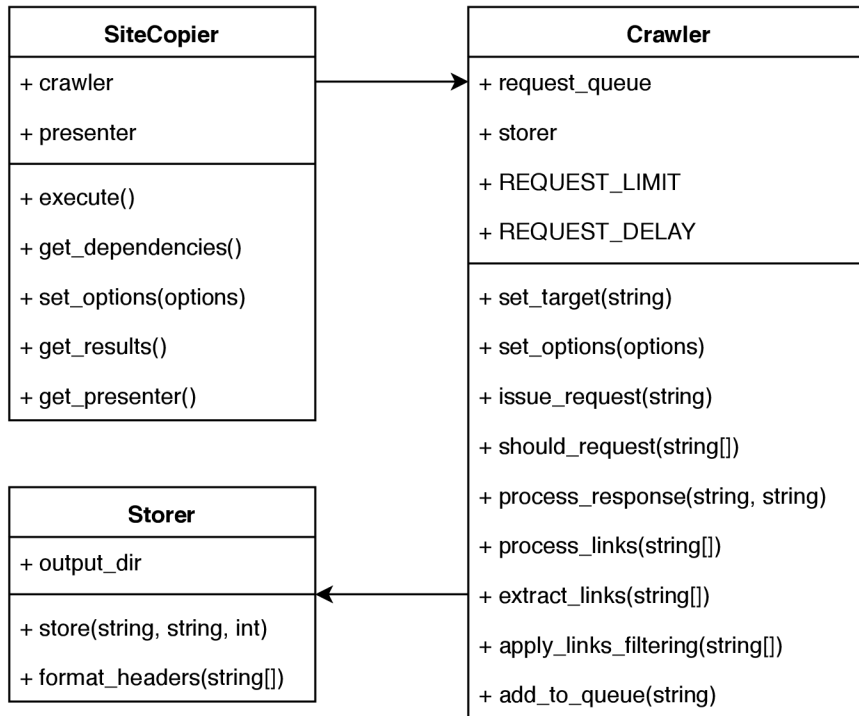 SiteCopier
+ crawler
+ presenter
+ execute()
+ get_dependencies()
+ set_options(options)
+ get_results()
+ get_presenter()
Crawler
+ request_queue
+ storer
+ REQUEST_LIMIT
+ REQUEST_DELAY
+ set_target(string)
+ set_options(options)
+ issue_request(string)
+ should_request(string[])
+ process_response(string, string)
+ process_links(string[])
+ extract_links(string[])
+ apply_links_filtering(string[])
+ add_to_queue(string)
Storer
+ output_dir
+ store(string, string, int)
+ format_headers(string[])